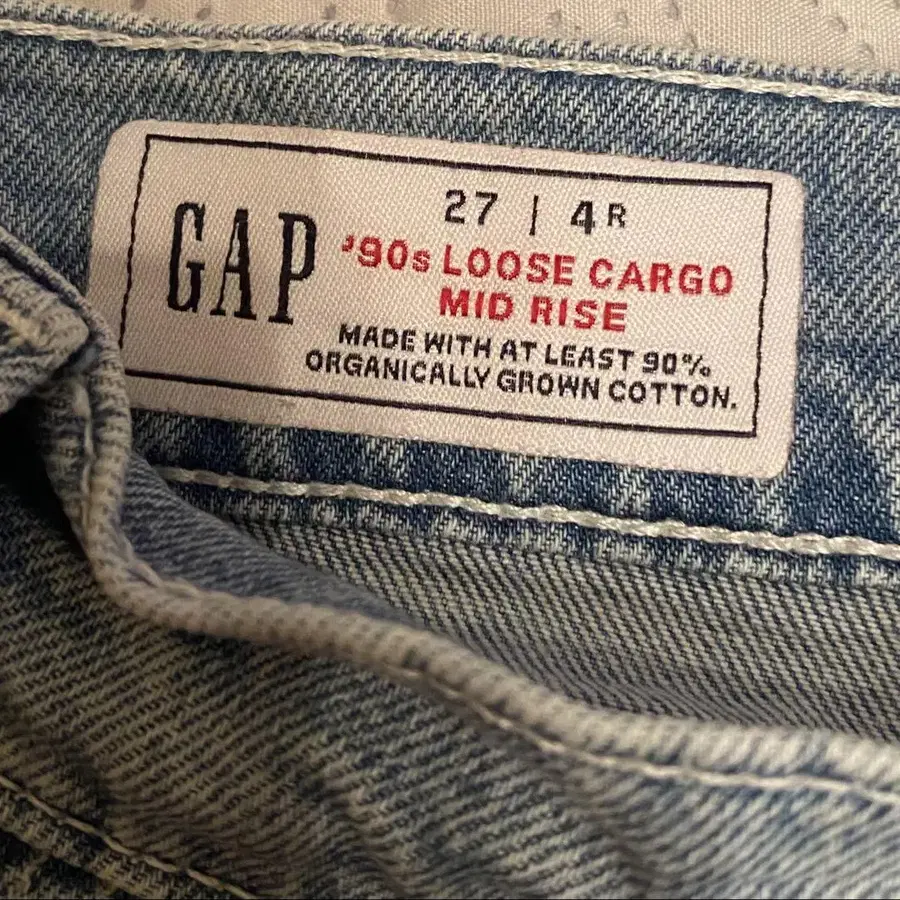 GAP
27 | 4R
'90s LOOSE CARGO
MID RISE
MADE WITH AT LEAST 90%
ORGANICALLY GROWN COTTON.